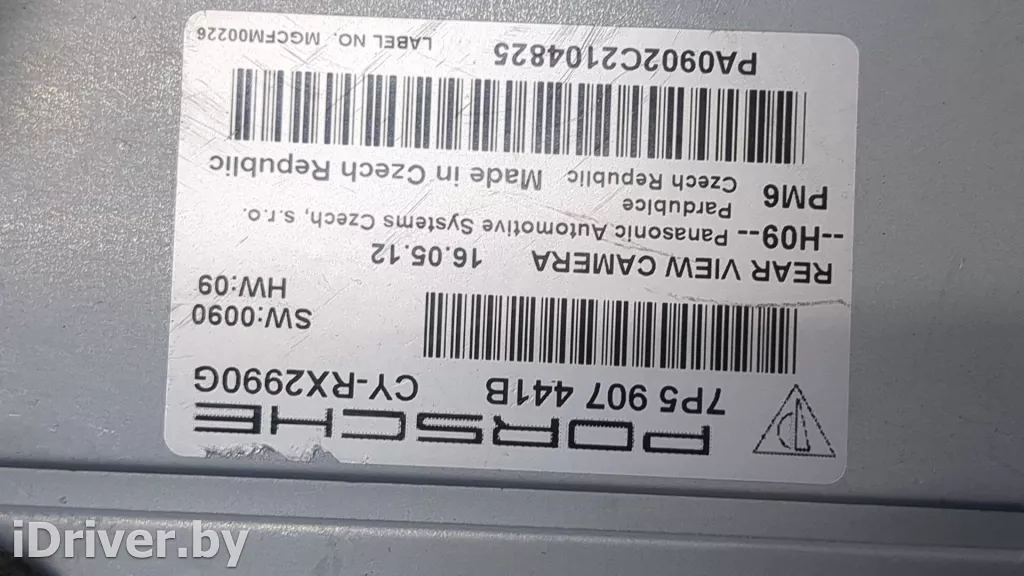 PORSCHE
7P5 907 441B CY-RX2990G
SW:0090
HW:09
REAR VIEW CAMERA 16.05.12
--H09-- Panasonic Automotive Systems Czech, s.r.o.
Pardubice
PM6 Czech Republic Made in Czech Republic
PA0902C2104825
LABEL NO. MGCFM00226
iDriver.by